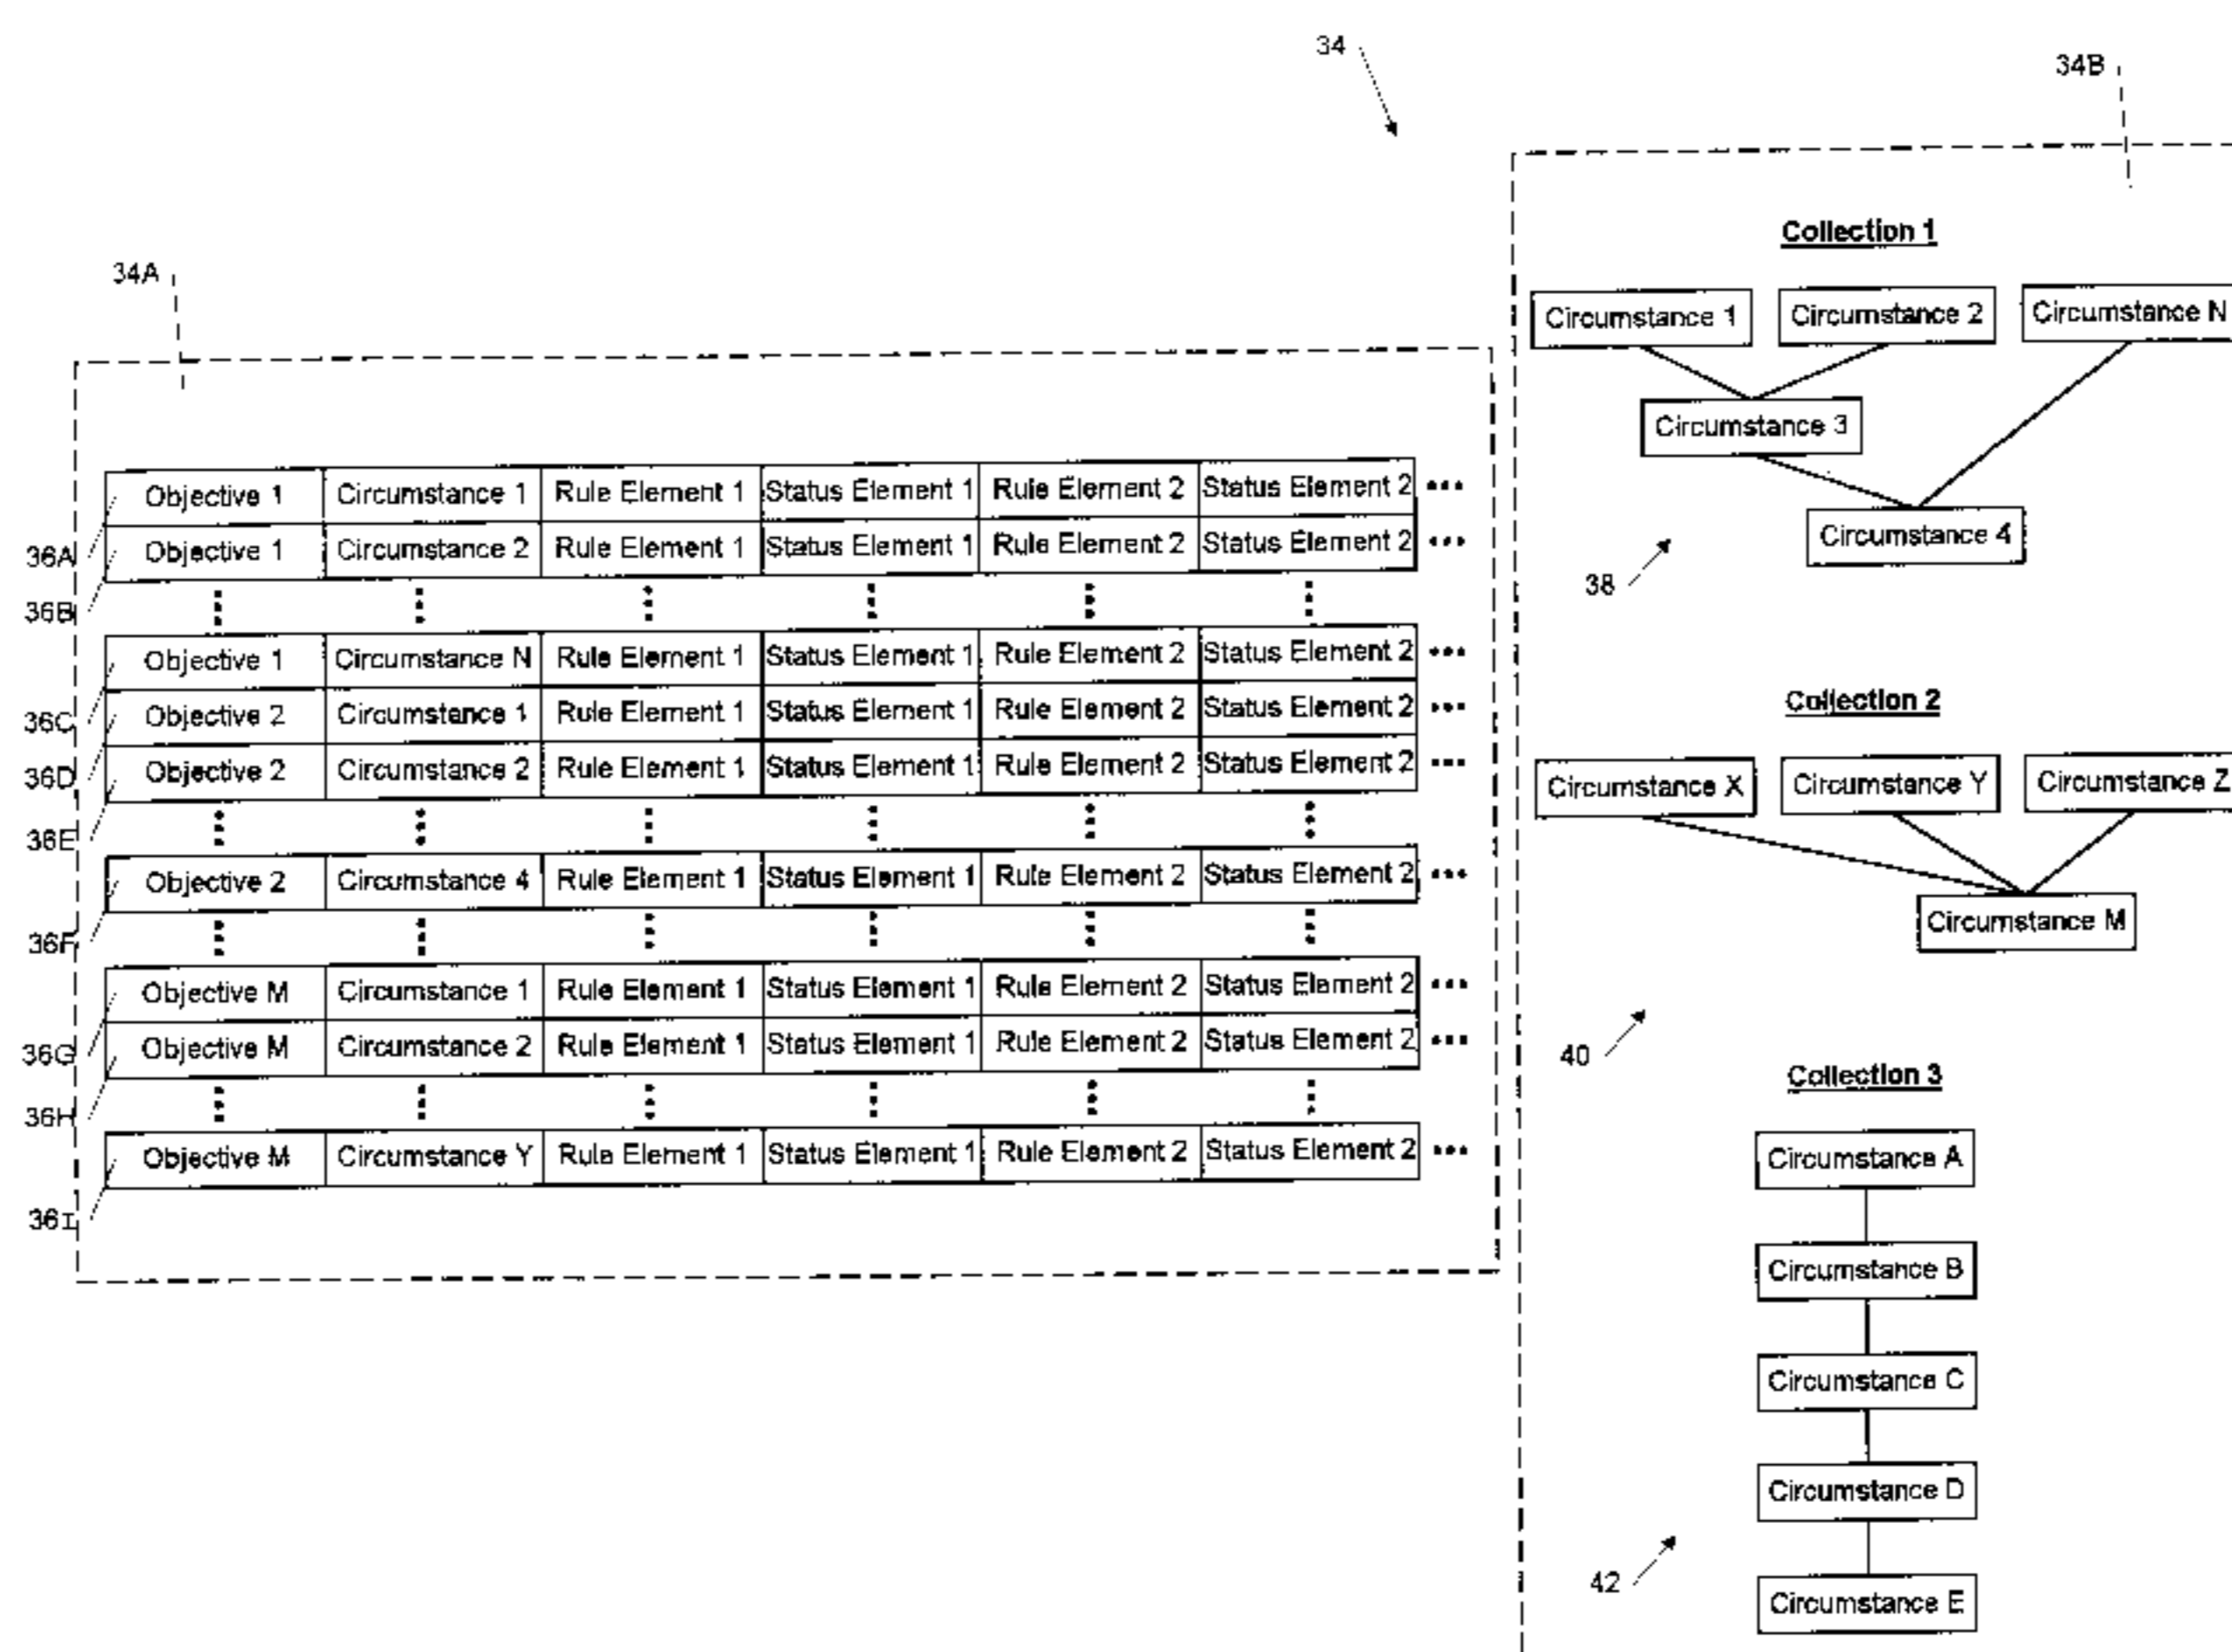 34
34B
34A
Objective 1 Circumstance 1 Rule Element 1 Status Element 1 Rule Element 2 Status Element 2 •••
36A Objective 1 Circumstance 2 Rule Element 1 Status Element 1 Rule Element 2 Status Element 2 •••
36B
Objective 1 Circumstance N Rule Element 1 Status Element 1 Rule Element 2 Status Element 2 •••
36C Objective 2 Circumstance 1 Rule Element 1 Status Element 1 Rule Element 2 Status Element 2 •••
36D Objective 2 Circumstance 2 Rule Element 1 Status Element 1 Rule Element 2 Status Element 2 •••
36E
Objective 2 Circumstance 4 Rule Element 1 Status Element 1 Rule Element 2 Status Element 2 •••
36F
Objective M Circumstance 1 Rule Element 1 Status Element 1 Rule Element 2 Status Element 2 •••
36G Objective M Circumstance 2 Rule Element 1 Status Element 1 Rule Element 2 Status Element 2 •••
36H
Objective M Circumstance Y Rule Element 1 Status Element 1 Rule Element 2 Status Element 2 •••
36I
Collection 1
Circumstance 1 Circumstance 2 Circumstance N
Circumstance 3
Circumstance 4
38
Collection 2
Circumstance X Circumstance Y Circumstance Z
Circumstance M
40
Collection 3
Circumstance A
Circumstance B
Circumstance C
Circumstance D
42
Circumstance E